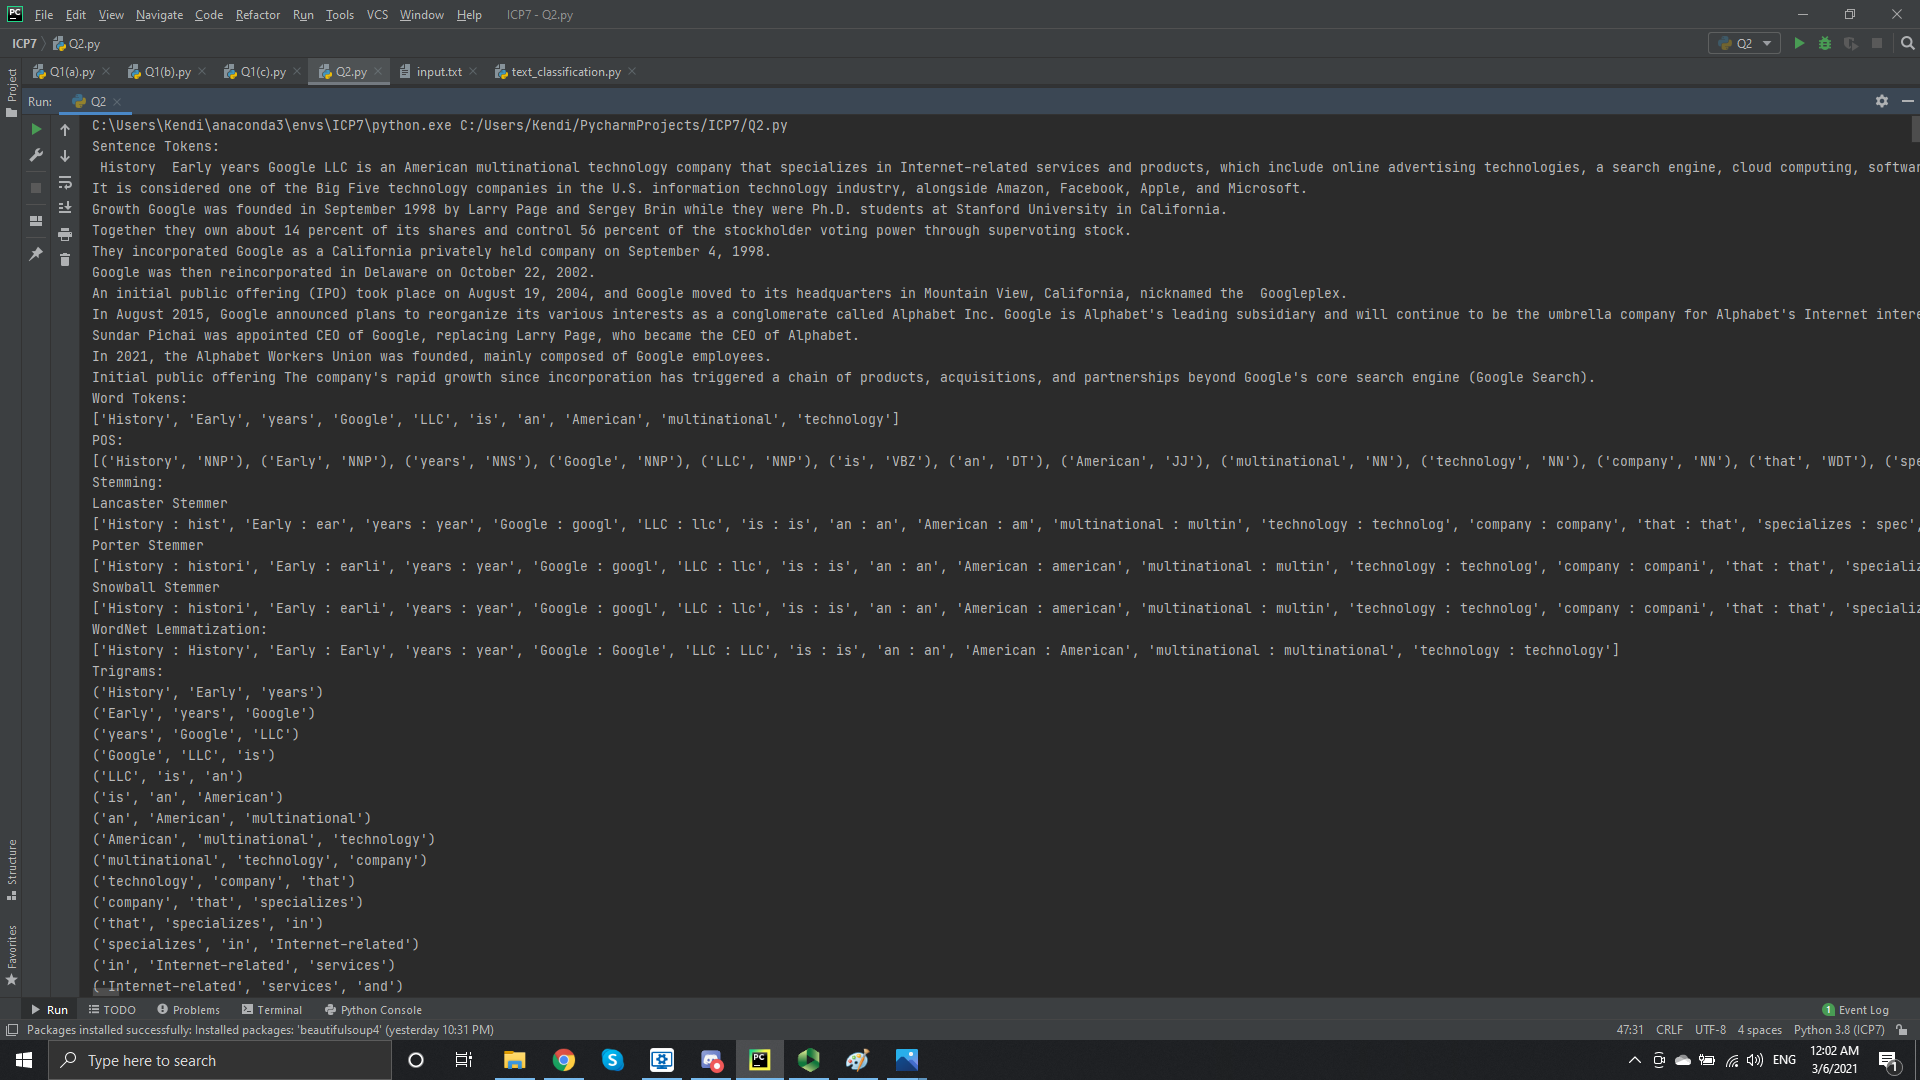 File Edit View Navigate Code Refactor Run Tools VCS Window Help ICP7 - Q2.py
ICP7 Q2.py Q2
Q1(a).py Q1(b).py Q1(c).py Q2.py input.txt text_classification.py
Project
Run: Q2
C:\Users\Kendi\anaconda3\envs\ICP7\python.exe C:/Users/Kendi/PycharmProjects/ICP7/Q2.py
Sentence Tokens:
History  Early years Google LLC is an American multinational technology company that specializes in Internet-related services and products, which include online advertising technologies, a search engine, cloud computing, softwar
It is considered one of the Big Five technology companies in the U.S. information technology industry, alongside Amazon, Facebook, Apple, and Microsoft.
Growth Google was founded in September 1998 by Larry Page and Sergey Brin while they were Ph.D. students at Stanford University in California.
Together they own about 14 percent of its shares and control 56 percent of the stockholder voting power through supervoting stock.
They incorporated Google as a California privately held company on September 4, 1998.
Google was then reincorporated in Delaware on October 22, 2002.
An initial public offering (IPO) took place on August 19, 2004, and Google moved to its headquarters in Mountain View, California, nicknamed the  Googleplex.
In August 2015, Google announced plans to reorganize its various interests as a conglomerate called Alphabet Inc. Google is Alphabet's leading subsidiary and will continue to be the umbrella company for Alphabet's Internet intere
Sundar Pichai was appointed CEO of Google, replacing Larry Page, who became the CEO of Alphabet.
In 2021, the Alphabet Workers Union was founded, mainly composed of Google employees.
Initial public offering The company's rapid growth since incorporation has triggered a chain of products, acquisitions, and partnerships beyond Google's core search engine (Google Search).
Word Tokens:
['History', 'Early', 'years', 'Google', 'LLC', 'is', 'an', 'American', 'multinational', 'technology']
POS:
[('History', 'NNP'), ('Early', 'NNP'), ('years', 'NNS'), ('Google', 'NNP'), ('LLC', 'NNP'), ('is', 'VBZ'), ('an', 'DT'), ('American', 'JJ'), ('multinational', 'NN'), ('technology', 'NN'), ('company', 'NN'), ('that', 'WDT'), ('spe
Stemming:
Lancaster Stemmer
['History : hist', 'Early : ear', 'years : year', 'Google : googl', 'LLC : llc', 'is : is', 'an : an', 'American : am', 'multinational : multin', 'technology : technolog', 'company : company', 'that : that', 'specializes : spec',
Porter Stemmer
['History : histori', 'Early : earli', 'years : year', 'Google : googl', 'LLC : llc', 'is : is', 'an : an', 'American : american', 'multinational : multin', 'technology : technolog', 'company : compani', 'that : that', 'specializ
Snowball Stemmer
['History : histori', 'Early : earli', 'years : year', 'Google : googl', 'LLC : llc', 'is : is', 'an : an', 'American : american', 'multinational : multin', 'technology : technolog', 'company : compani', 'that : that', 'specializ
WordNet Lemmatization:
['History : History', 'Early : Early', 'years : year', 'Google : Google', 'LLC : LLC', 'is : is', 'an : an', 'American : American', 'multinational : multinational', 'technology : technology']
Trigrams:
('History', 'Early', 'years')
('Early', 'years', 'Google')
('years', 'Google', 'LLC')
('Google', 'LLC', 'is')
('LLC', 'is', 'an')
('is', 'an', 'American')
('an', 'American', 'multinational')
('American', 'multinational', 'technology')
('multinational', 'technology', 'company')
('technology', 'company', 'that')
('company', 'that', 'specializes')
('that', 'specializes', 'in')
('specializes', 'in', 'Internet-related')
('in', 'Internet-related', 'services')
('Internet-related', 'services', 'and')
Structure
Favorites
Run TODO Problems Terminal Python Console 1 Event Log
Packages installed successfully: Installed packages: 'beautifulsoup4' (yesterday 10:31 PM) 47:31 CRLF UTF-8 4 spaces Python 3.8 (ICP7)
Type here to search ENG 12:02 AM
3/6/2021 1